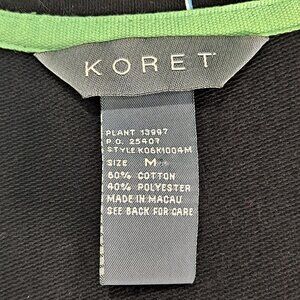 KORET
PLANT 13997
P.O. 25407
STYLE:K06K1004M
SIZE M
60% COTTON
40% POLYESTER
MADE IN MACAU
SEE BACK FOR CARE